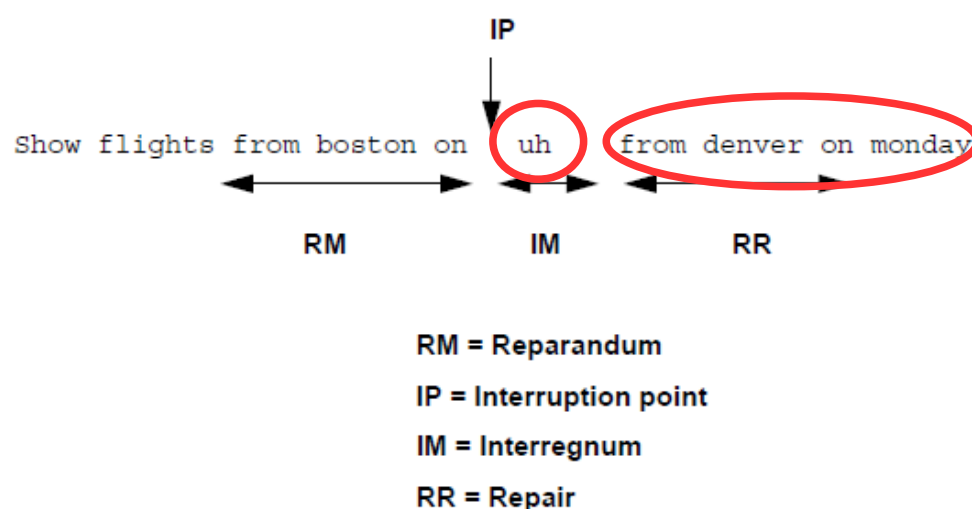 IP
Show flights from boston on uh from denver on monday
RM IM RR
RM = Reparandum
IP = Interruption point
IM = Interregnum
RR = Repair